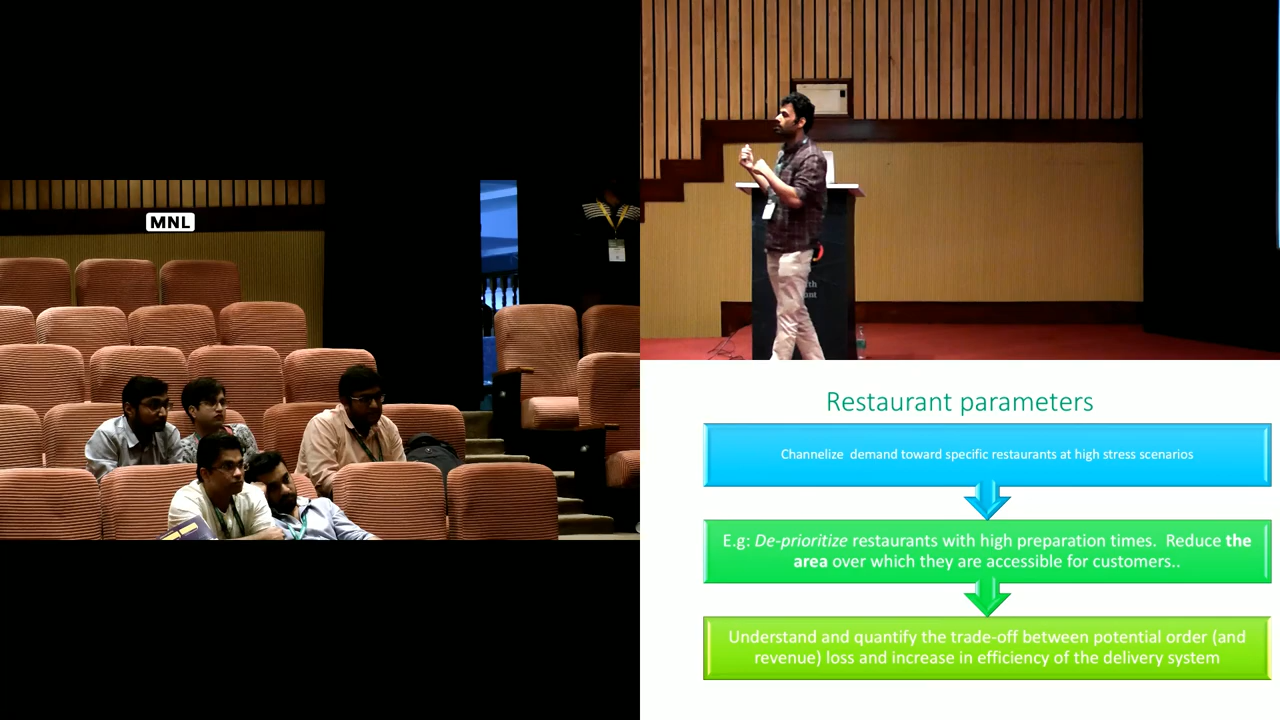 MNL
Restaurant parameters
Channelize demand toward specific restaurants at high stress scenarios
E.g: De-prioritize restaurants with high preparation times. Reduce the
area over which they are accessible for customers..
Understand and quantify the trade-off between potential order (and
revenue) loss and increase in efficiency of the delivery system